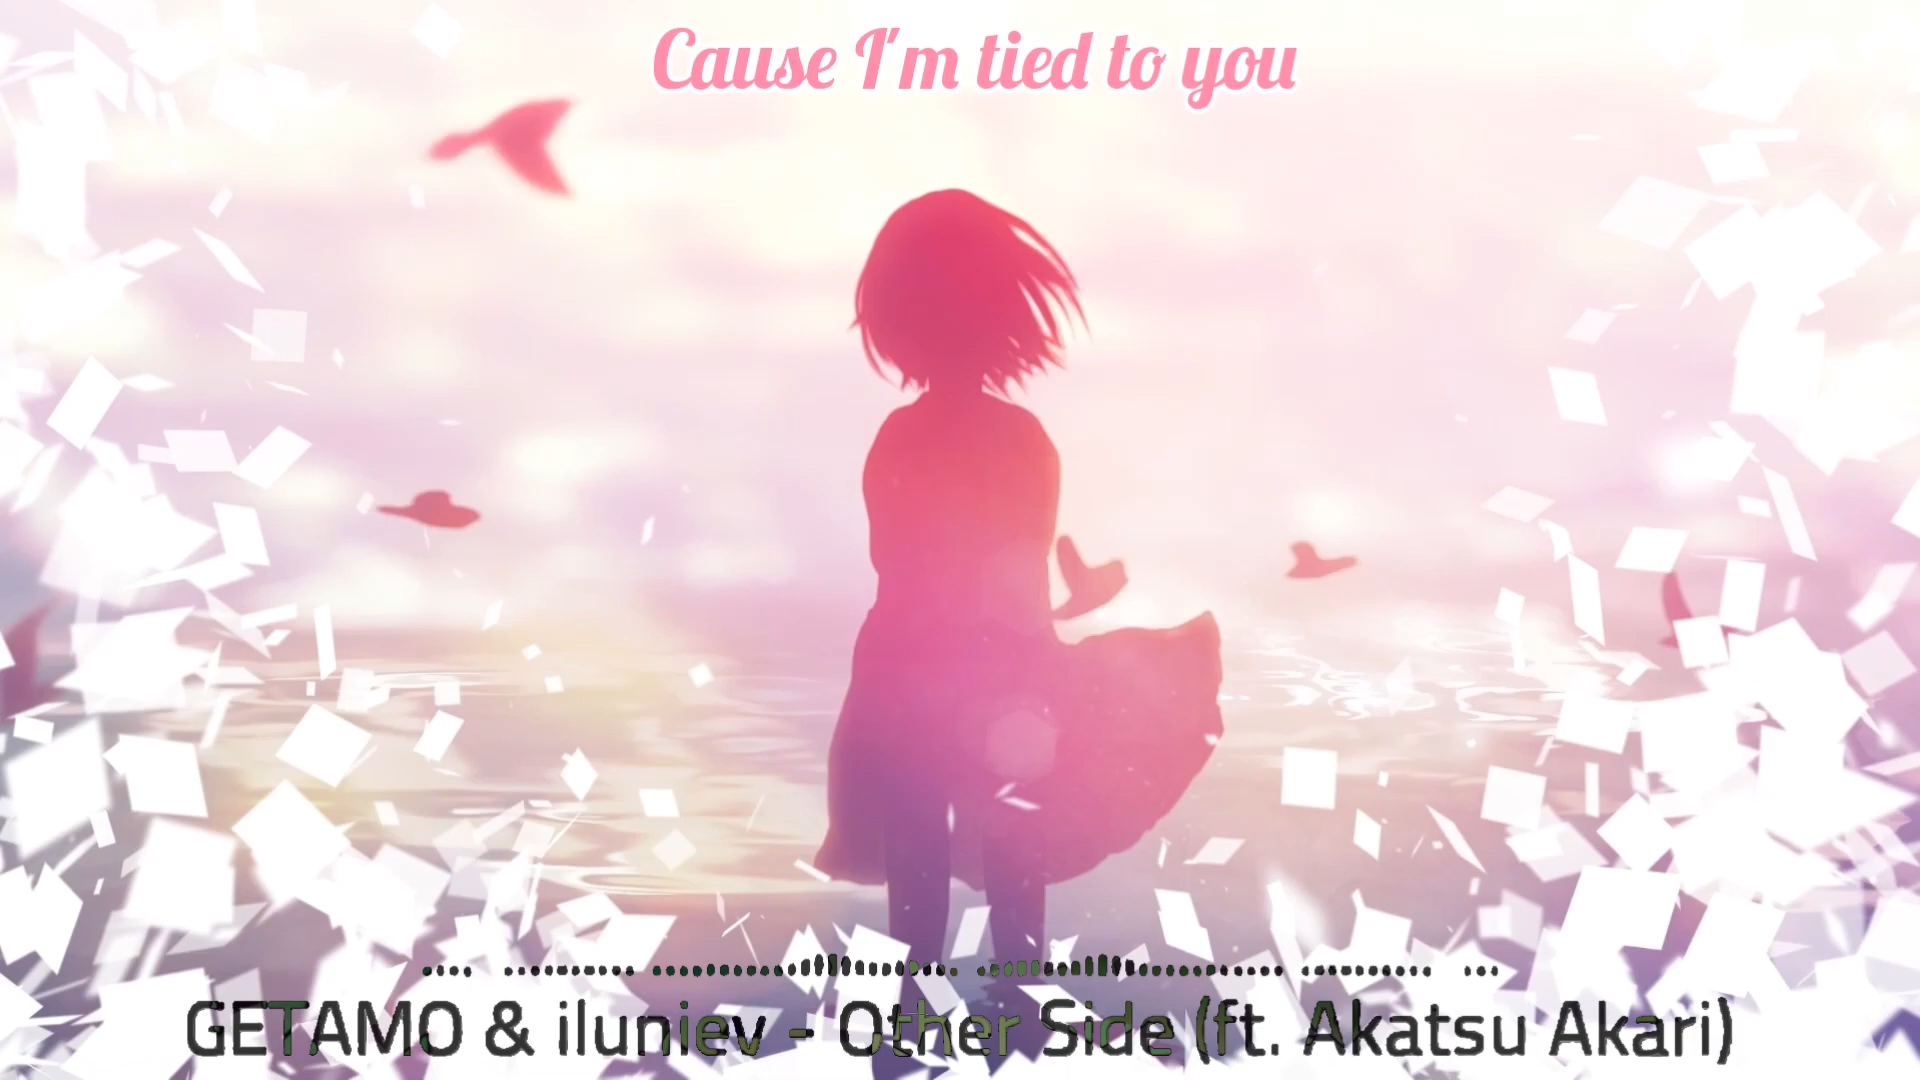 Cause I'm tied to you
GETAMO & iluniev - Other Side (ft. Akatsu Akari)